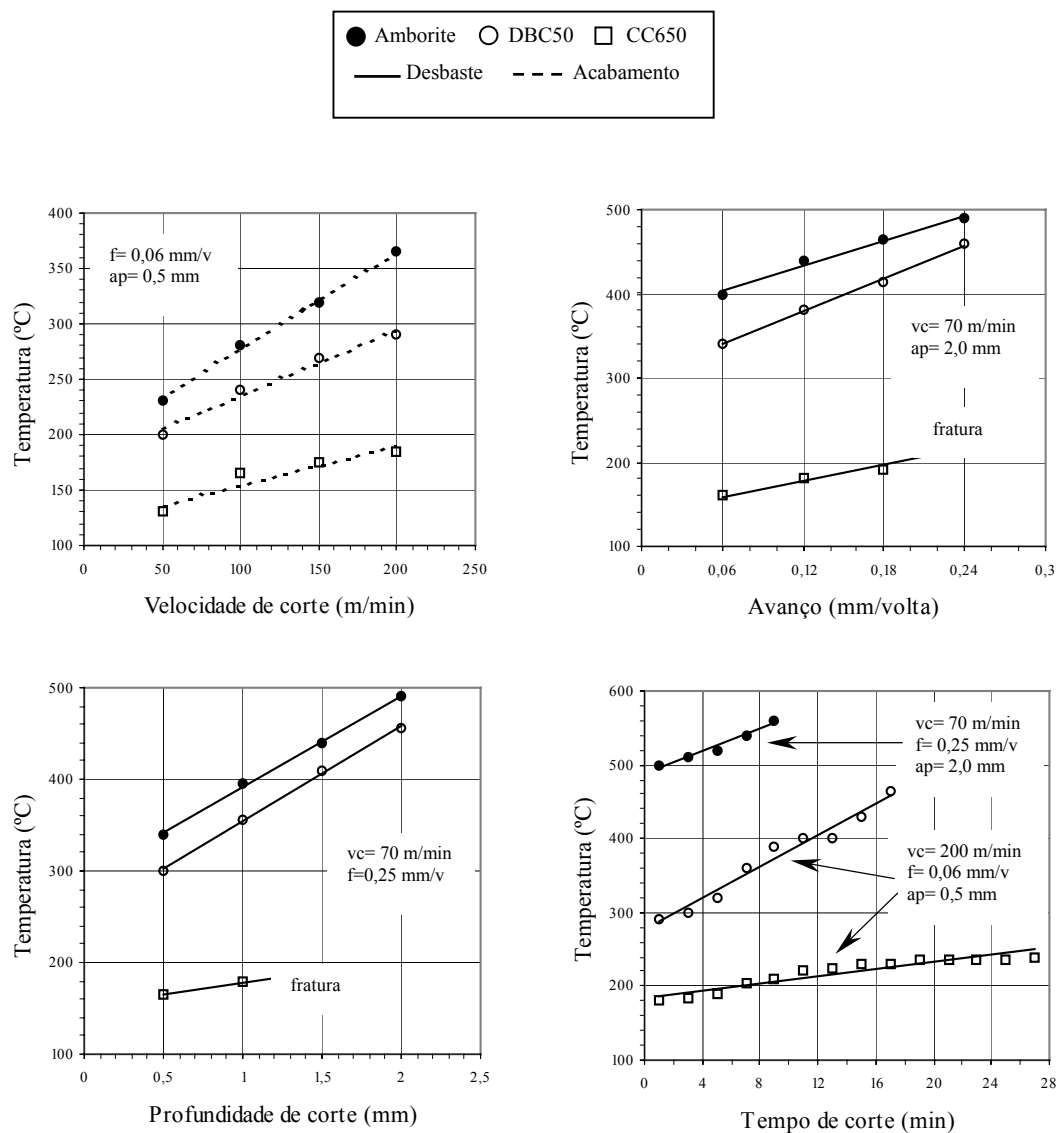 Amborite DBC50 CC650
Desbaste Acabamento
400
350
300
250
200
150
100
0 50 100 150 200 250
Temperatura (ºC)
Velocidade de corte (m/min)
f= 0,06 mm/v
ap= 0,5 mm
500
400
300
200
100
0 0,06 0,12 0,18 0,24 0,3
Temperatura (ºC)
Avanço (mm/volta)
vc= 70 m/min
ap= 2,0 mm
fratura
500
400
300
200
100
0 0,5 1 1,5 2 2,5
Temperatura (ºC)
Profundidade de corte (mm)
vc= 70 m/min
f=0,25 mm/v
fratura
600
500
400
300
200
100
0 4 8 12 16 20 24 28
Temperatura (ºC)
Tempo de corte (min)
vc= 70 m/min
f= 0,25 mm/v
ap= 2,0 mm
vc= 200 m/min
f= 0,06 mm/v
ap= 0,5 mm